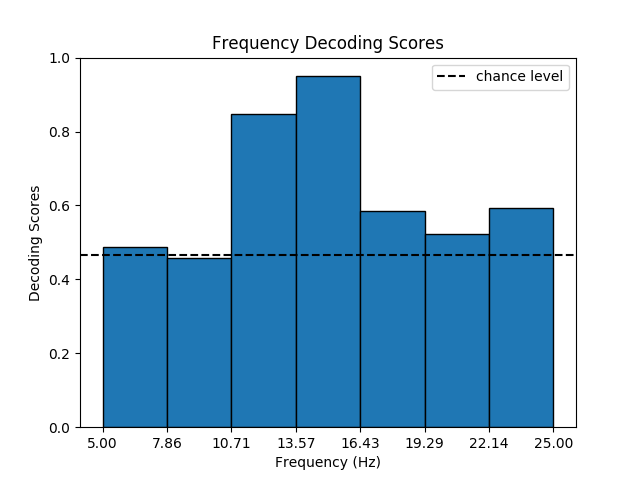 Frequency Decoding Scores
chance level
1.0
0.8
0.6
0.4
0.2
0.0
Decoding Scores
5.00 7.86 10.71 13.57 16.43 19.29 22.14 25.00
Frequency (Hz)